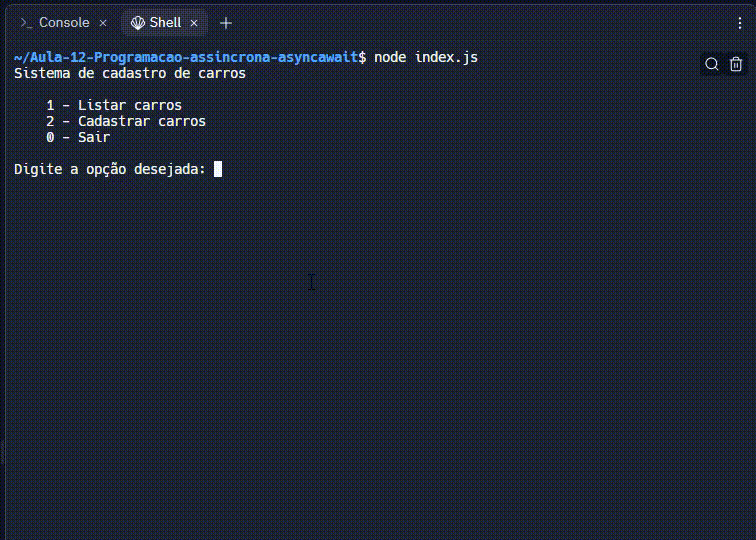 Console
Shell
~/Aula-12-Programacao-assincrona-asyncawait$ node index.js
Sistema de cadastro de carros
1 - Listar carros
2 - Cadastrar carros
0 - Sair
Digite a opção desejada: